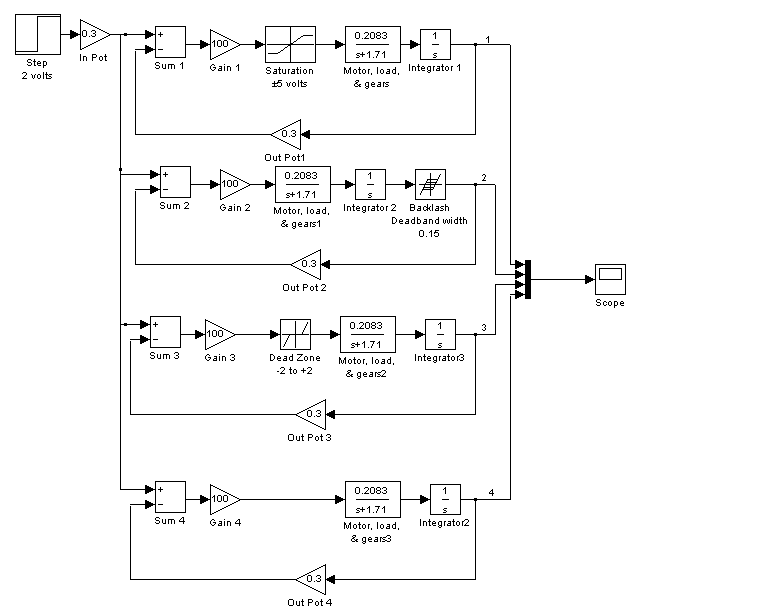 Step
2 volts
0.3
In Pot
+
−
Sum 1
100
Gain 1
Saturation
±5 volts
0.2083
s+1.71
Motor, load,
& gears
1
s
Integrator 1
1
0.3
Out Pot1
+
−
Sum 2
100
Gain 2
0.2083
s+1.71
Motor, load,
& gears1
1
s
Integrator 2
Backlash
Deadband width
0.15
2
0.3
Out Pot 2
Scope
+
−
Sum 3
100
Gain 3
Dead Zone
-2 to +2
0.2083
s+1.71
Motor, load,
& gears2
1
s
Integrator3
3
0.3
Out Pot 3
+
−
Sum 4
100
Gain 4
0.2083
s+1.71
Motor, load,
& gears3
1
s
Integrator2
4
0.3
Out Pot 4